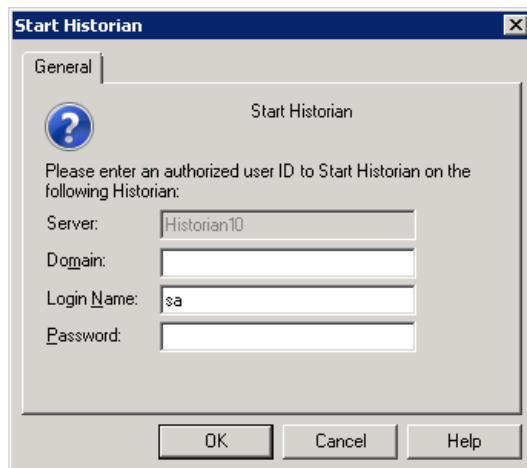 Start Historian
General
Start Historian
Please enter an authorized user ID to Start Historian on the
following Historian:
Server: Historian10
Domain:
Login Name: sa
Password:
OK Cancel Help